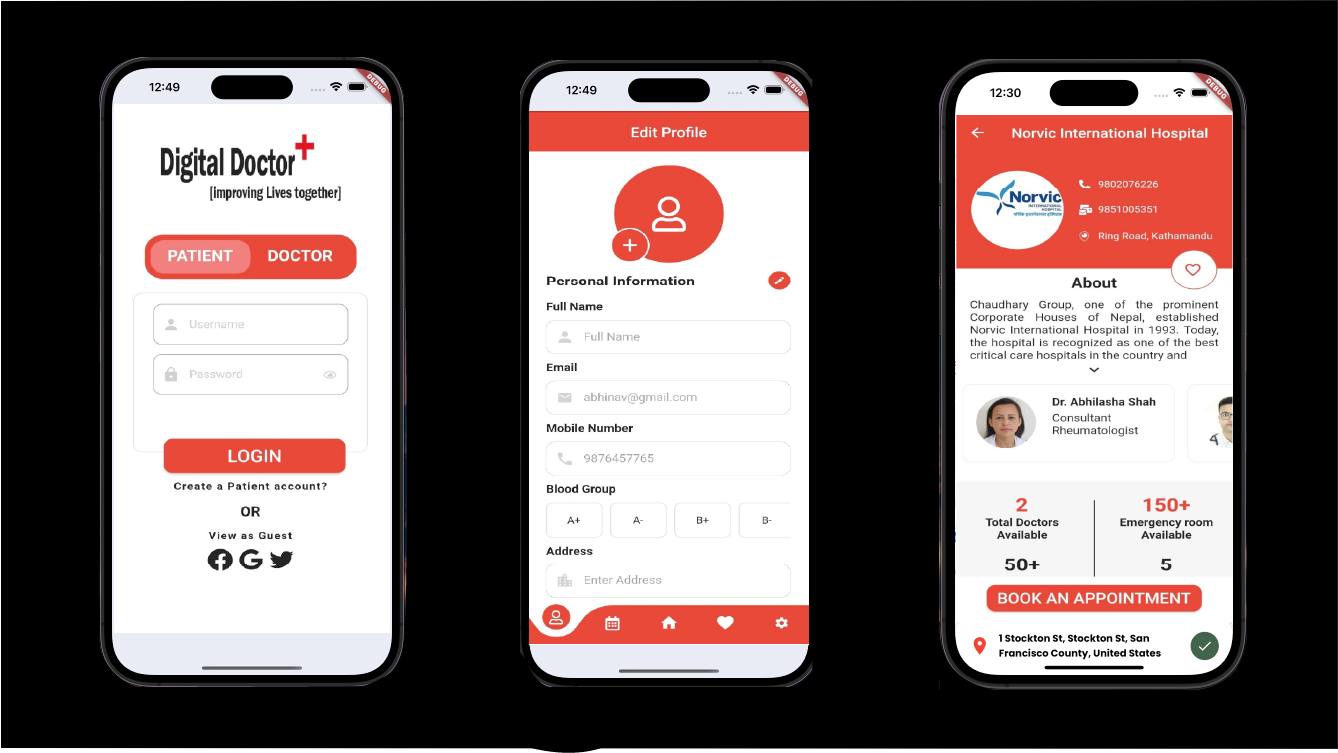 12:49
DEBUG
Digital Doctor
[improving Lives together]
PATIENT DOCTOR
Username
Password
LOGIN
Create a Patient account?
OR
View as Guest
12:49
DEBUG
Edit Profile
Personal Information
Full Name
Full Name
Email
abhinav@gmail.com
Mobile Number
9876457765
Blood Group
A+ A- B+ B-
Address
Enter Address
12:30
DEBUG
Norvic International Hospital
Norvic
INTERNATIONAL
HOSPITAL
9802076226
9851005351
Ring Road, Kathamandu
About
Chaudhary Group, one of the prominent
Corporate Houses of Nepal, established
Norvic International Hospital in 1993. Today,
the hospital is recognized as one of the best
critical care hospitals in the country and
Dr. Abhilasha Shah
Consultant
Rheumatologist
2
Total Doctors
Available
150+
Emergency room
Available
50+
5
BOOK AN APPOINTMENT
1 Stockton St, Stockton St, San
Francisco County, United States